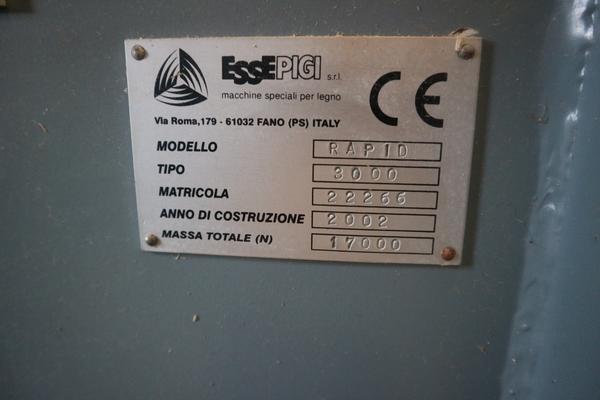 ESSEPIGI s.r.l.
macchine speciali per legno
CE
Via Roma,179 - 61032 FANO (PS) ITALY
MODELLO RAPID
TIPO 3000
MATRICOLA 22266
ANNO DI COSTRUZIONE 2002
MASSA TOTALE (N) 17000